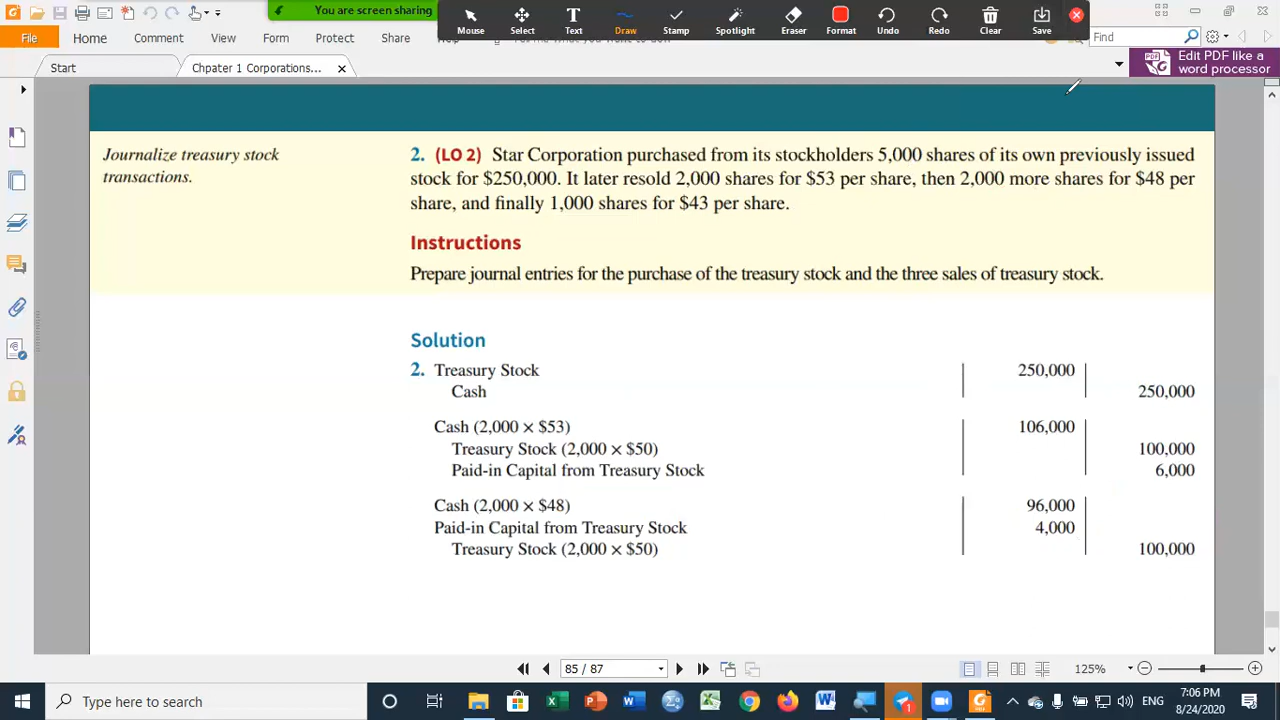 You are screen sharing
Mouse
Select
Text
Draw
Stamp
Spotlight
Eraser
Format
Undo
Redo
Clear
Save
File
Home
Comment
View
Form
Protect
Share
Help
Find
Start
Chpater 1 Corporations...
Edit PDF like a
word processor
Journalize treasury stock
transactions.
2. (LO 2) Star Corporation purchased from its stockholders 5,000 shares of its own previously issued
stock for $250,000. It later resold 2,000 shares for $53 per share, then 2,000 more shares for $48 per
share, and finally 1,000 shares for $43 per share.
Instructions
Prepare journal entries for the purchase of the treasury stock and the three sales of treasury stock.
Solution
2. Treasury Stock 250,000
Cash 250,000
Cash (2,000 × $53) 106,000
Treasury Stock (2,000 × $50) 100,000
Paid-in Capital from Treasury Stock 6,000
Cash (2,000 × $48) 96,000
Paid-in Capital from Treasury Stock 4,000
Treasury Stock (2,000 × $50) 100,000
85 / 87
125%
Type here to search
1
ENG
7:06 PM
8/24/2020